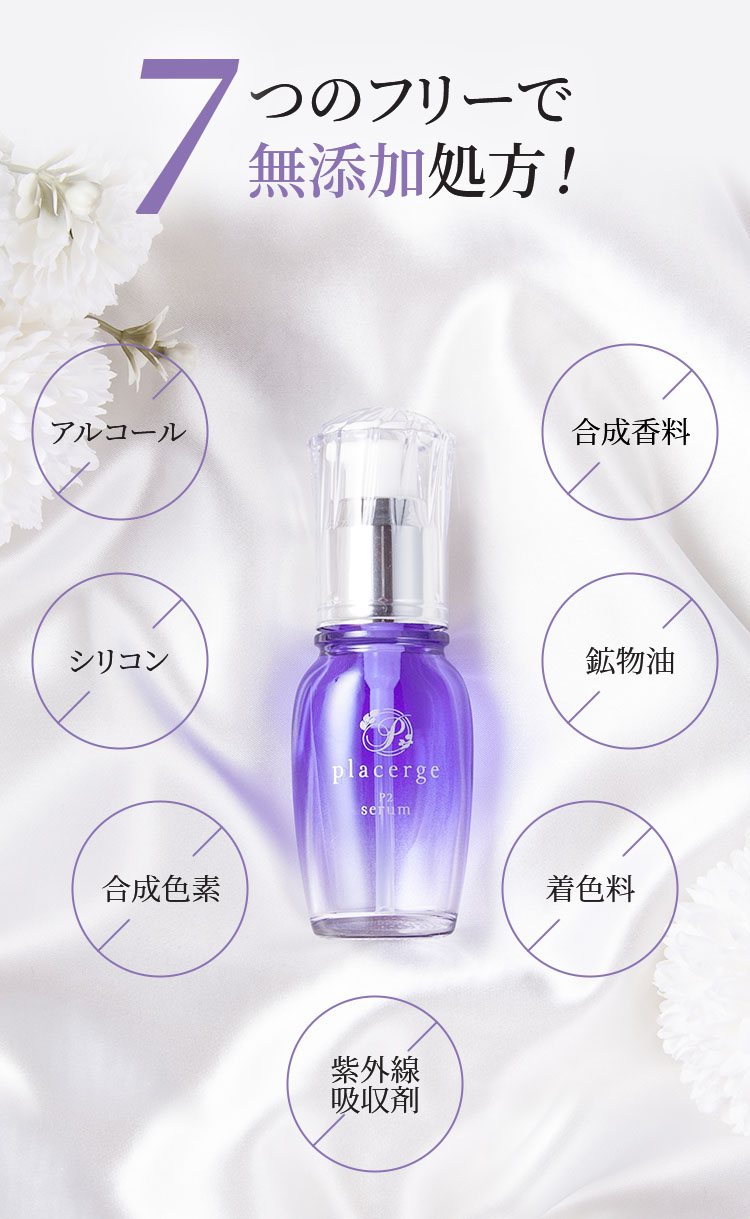 7つのフリーで
無添加処方！
アルコール
合成香料
シリコン
鉱物油
合成色素
着色料
紫外線
吸収剤
P
placerge
P2
serum